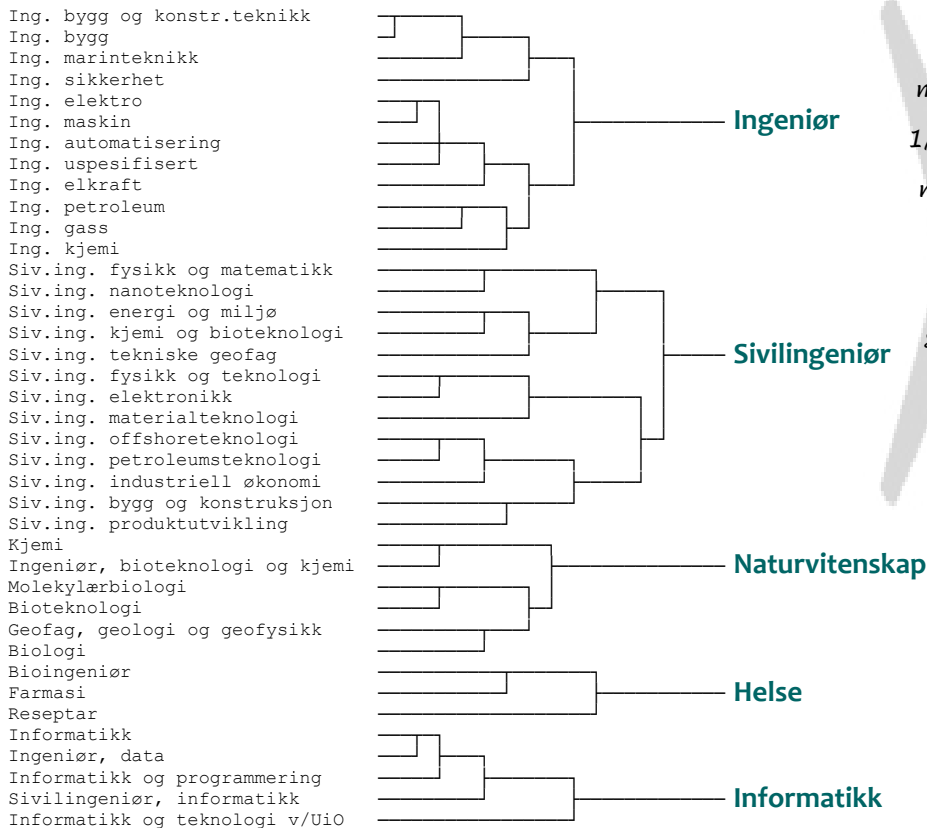 Ing. bygg og konstr.teknikk
Ing. bygg
Ing. marinteknikk
Ing. sikkerhet
Ing. elektro
Ing. maskin
Ing. automatisering
Ing. uspesifisert
Ing. elkraft
Ing. petroleum
Ing. gass
Ing. kjemi
Ingeniør
Siv.ing. fysikk og matematikk
Siv.ing. nanoteknologi
Siv.ing. energi og miljø
Siv.ing. kjemi og bioteknologi
Siv.ing. tekniske geofag
Siv.ing. fysikk og teknologi
Siv.ing. elektronikk
Siv.ing. materialteknologi
Siv.ing. offshoreteknologi
Siv.ing. petroleumsteknologi
Siv.ing. industriell økonomi
Siv.ing. bygg og konstruksjon
Siv.ing. produktutvikling
Sivilingeniør
Kjemi
Ingeniør, bioteknologi og kjemi
Molekylærbiologi
Bioteknologi
Geofag, geologi og geofysikk
Biologi
Naturvitenskap
Bioingeniør
Farmasi
Reseptar
Helse
Informatikk
Ingeniør, data
Informatikk og programmering
Sivilingeniør, informatikk
Informatikk og teknologi v/UiO
Informatikk